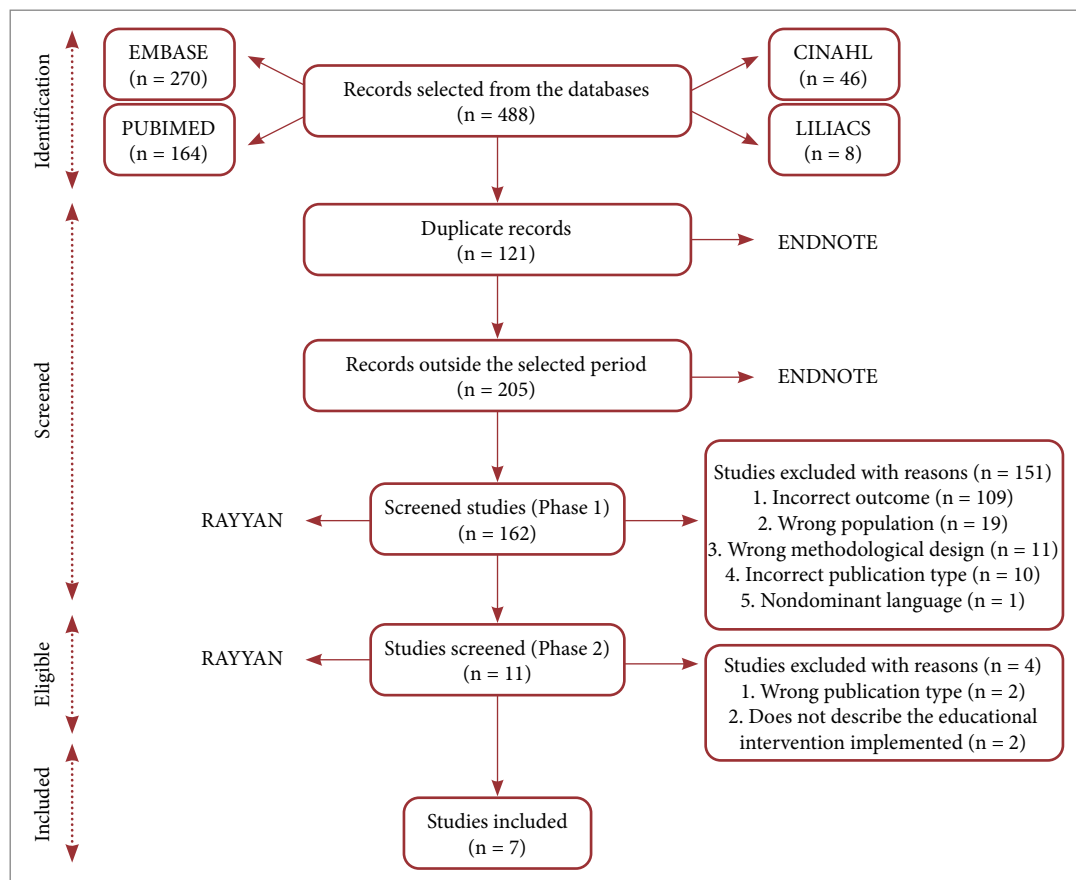 Identification
EMBASE
(n = 270)
PUBIMED
(n = 164)
Records selected from the databases
(n = 488)
CINAHL
(n = 46)
LILIACS
(n = 8)
Screened
Duplicate records
(n = 121)
ENDNOTE
Records outside the selected period
(n = 205)
ENDNOTE
RAYYAN
Screened studies (Phase 1)
(n = 162)
Studies excluded with reasons (n = 151)
1. Incorrect outcome (n = 109)
2. Wrong population (n = 19)
3. Wrong methodological design (n = 11)
4. Incorrect publication type (n = 10)
5. Nondominant language (n = 1)
Eligible
RAYYAN
Studies screened (Phase 2)
(n = 11)
Studies excluded with reasons (n = 4)
1. Wrong publication type (n = 2)
2. Does not describe the educational
intervention implemented (n = 2)
Included
Studies included
(n = 7)